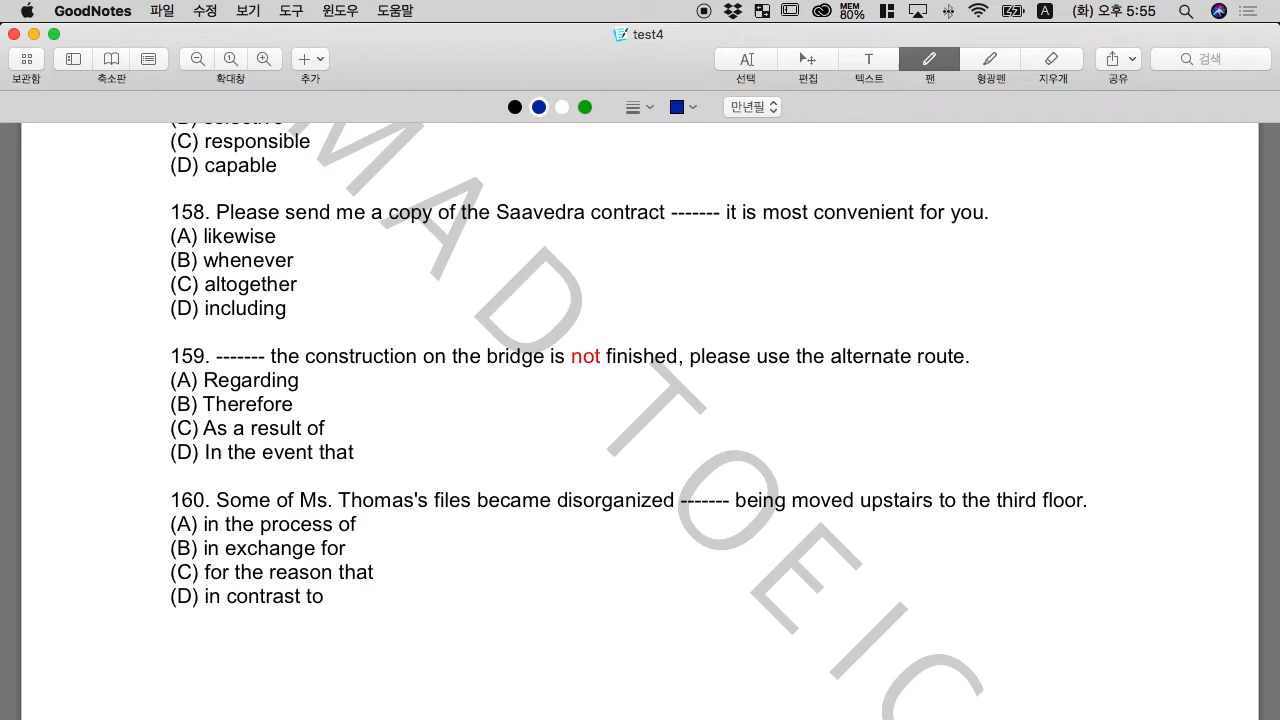 GoodNotes 파일 수정 보기 도구 윈도우 도움말 MEM 80% A (화) 오후 5:55
test4
보관함 축소판 확대창 추가 선택 편집 텍스트 펜 형광펜 지우개 공유 검색
만년필
(C) responsible
(D) capable
158. Please send me a copy of the Saavedra contract ------- it is most convenient for you.
(A) likewise
(B) whenever
(C) altogether
(D) including
159. ------- the construction on the bridge is not finished, please use the alternate route.
(A) Regarding
(B) Therefore
(C) As a result of
(D) In the event that
160. Some of Ms. Thomas's files became disorganized ------- being moved upstairs to the third floor.
(A) in the process of
(B) in exchange for
(C) for the reason that
(D) in contrast to
MAD TOEIC